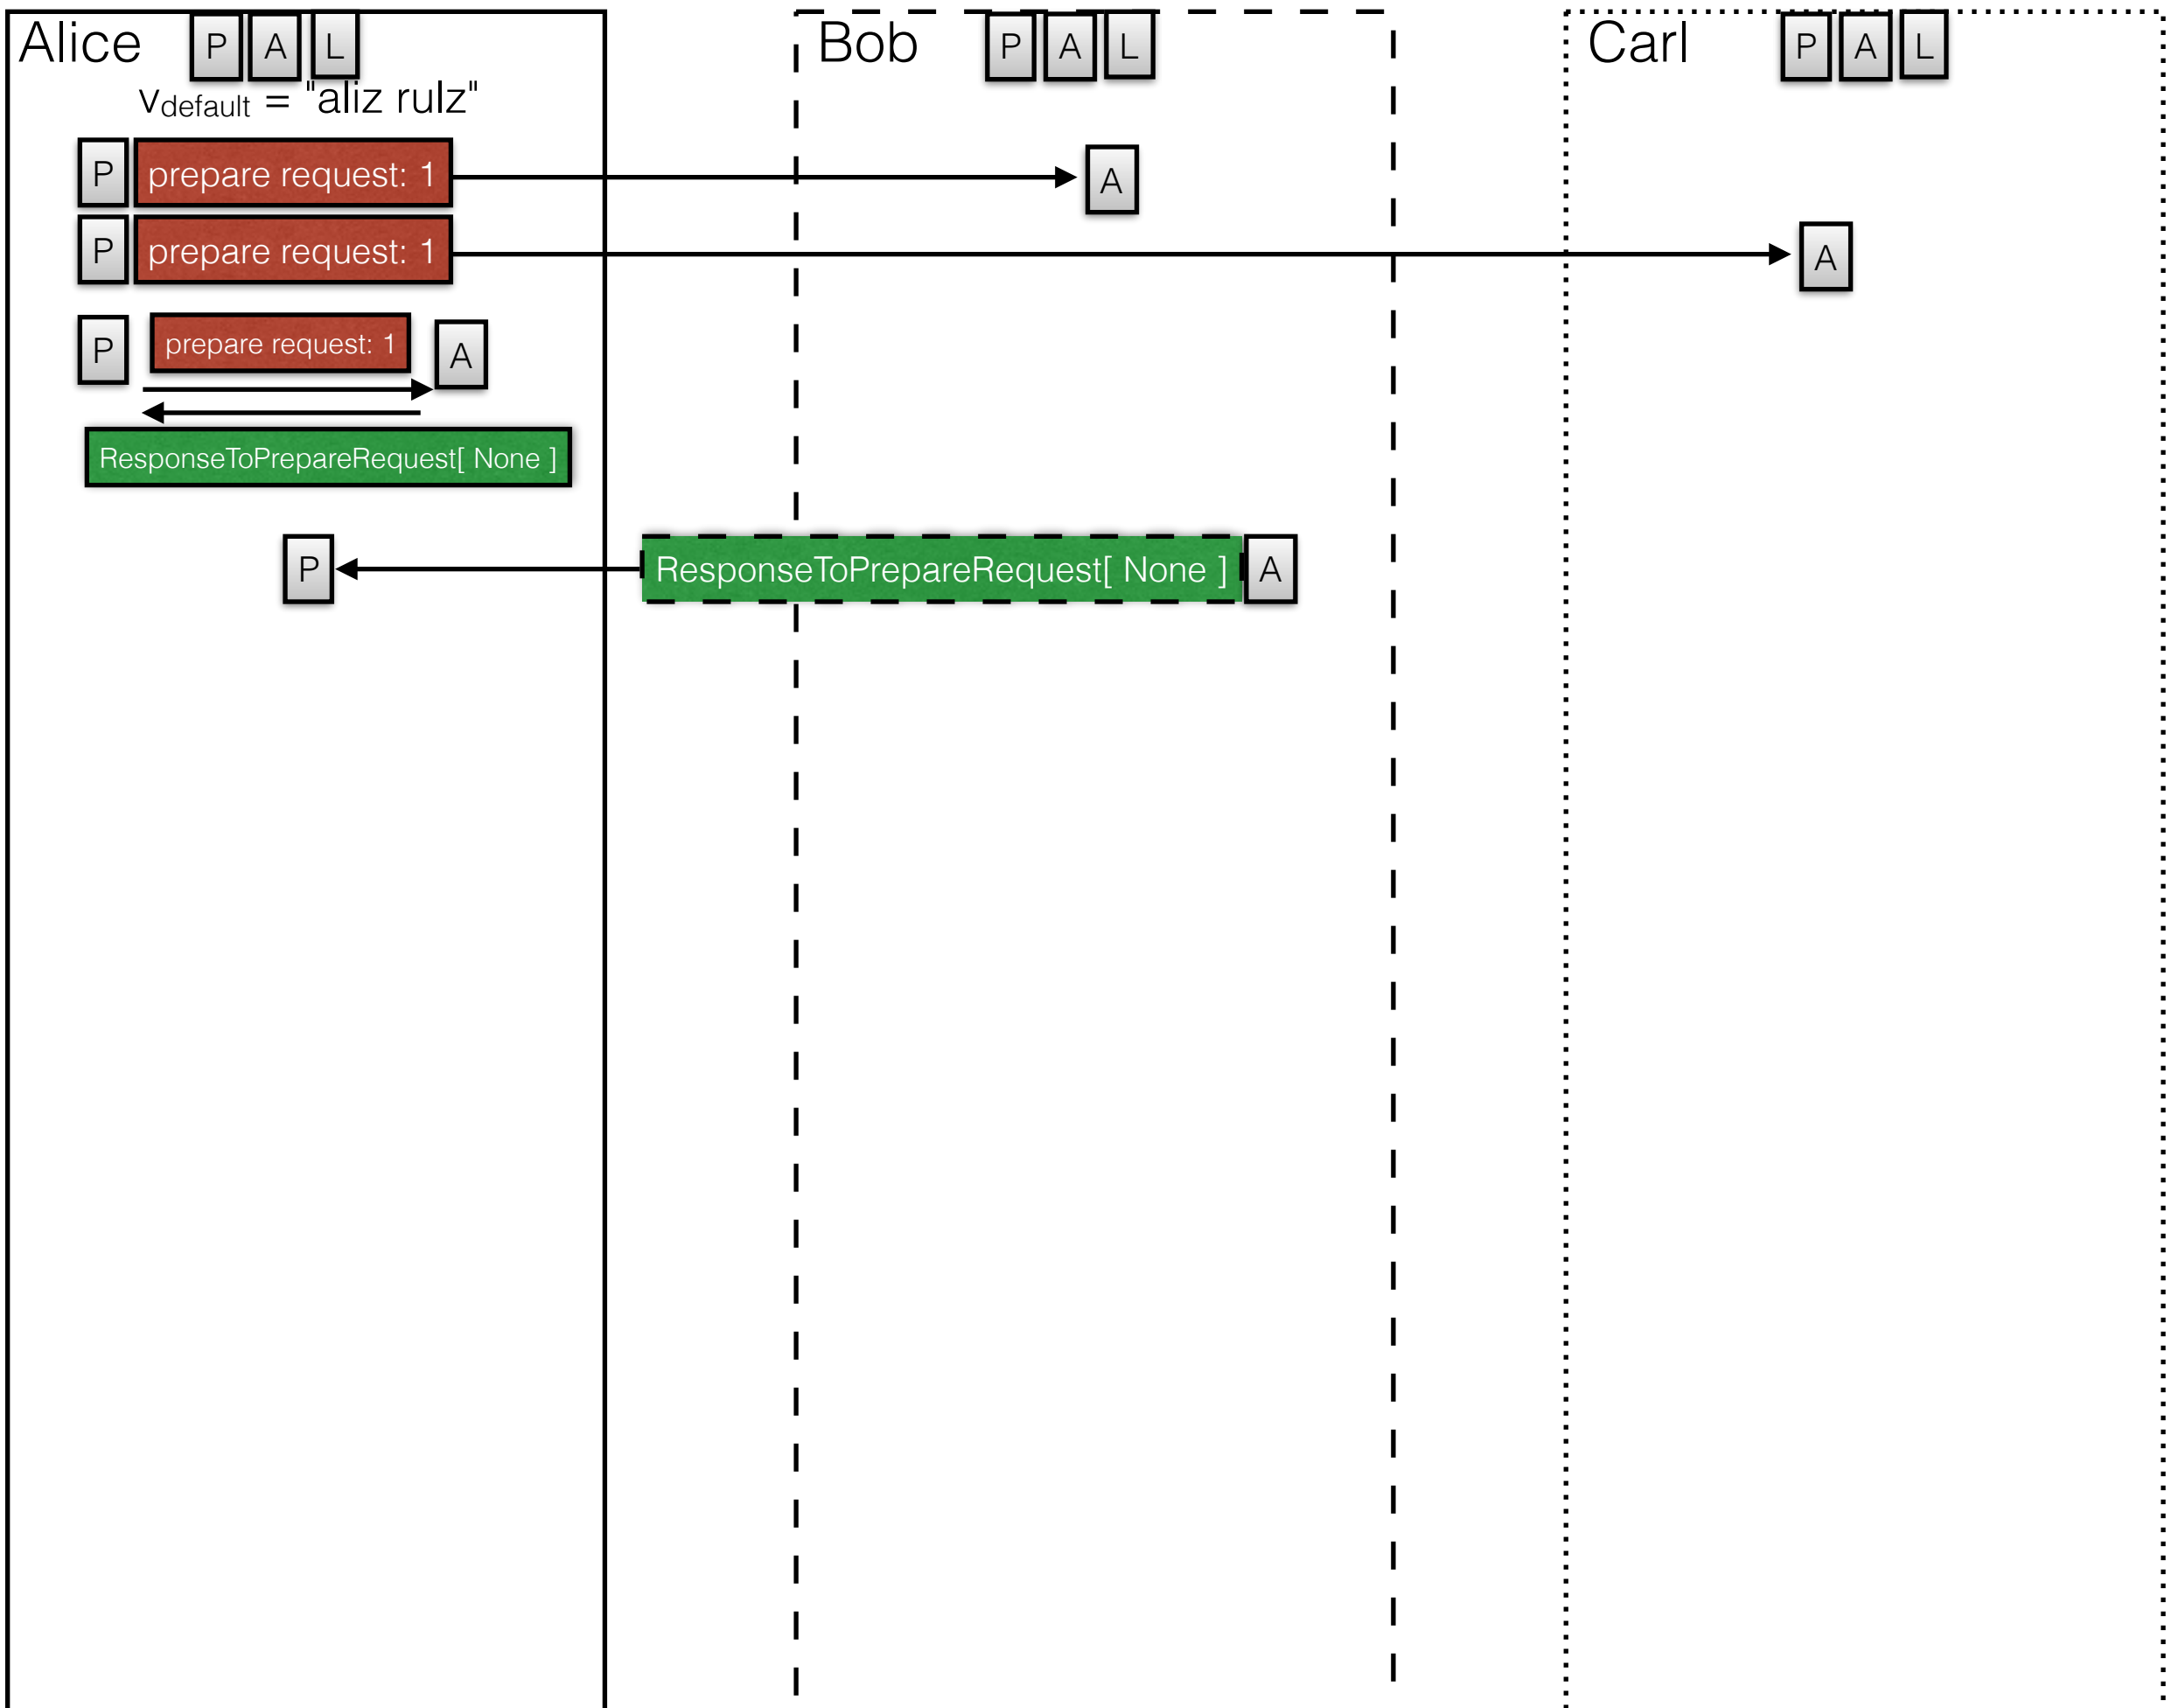 Alice P A L Bob P A L Carl P A L
vdefault = "aliz rulz"
P prepare request: 1 A
P prepare request: 1 A
P prepare request: 1 A
ResponseToPrepareRequest[ None ]
P ResponseToPrepareRequest[ None ] A